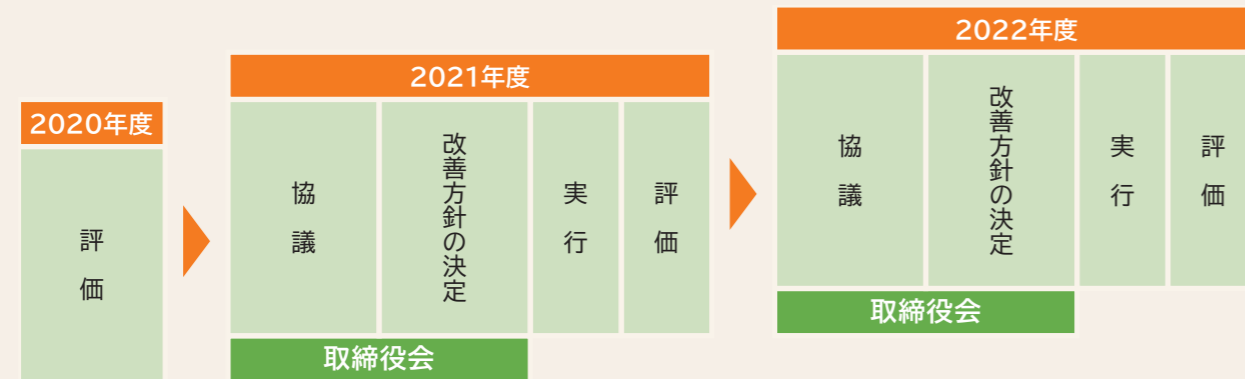 2020年度
評価
2021年度
協議
改善方針の決定
実行
評価
取締役会
2022年度
協議
改善方針の決定
実行
評価
取締役会